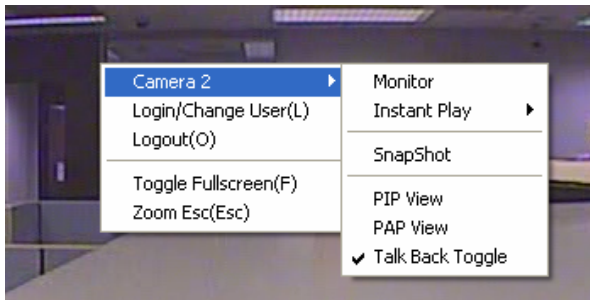 Camera 2
Login/Change User(L)
Logout(O)
Toggle Fullscreen(F)
Zoom Esc(Esc)
Monitor
Instant Play
SnapShot
PIP View
PAP View
Talk Back Toggle